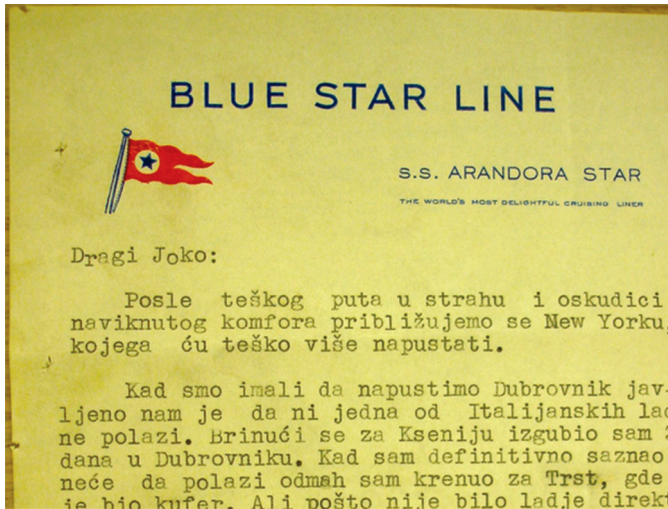 BLUE STAR LINE
S.S. ARANDORA STAR
THE WORLD'S MOST DELIGHTFUL CRUISING LINER
Dragi Joko:
Posle teškog puta u strahu i oskudici
naviknutog komfora približujemo se New Yorku,
kojega ću teško više napustati.
Kad smo imali da napustimo Dubrovnik jav-
ljeno nam je da ni jedna od Italijanskih
ne polazi. Brinući se za Kseniju izgubio sam
dana u Dubrovniku. Kad sam definitivno saznao
neće da polazi odmah sam krenuo za Trst, gde
je bio kufer. Ali pošto nije bilo ladje